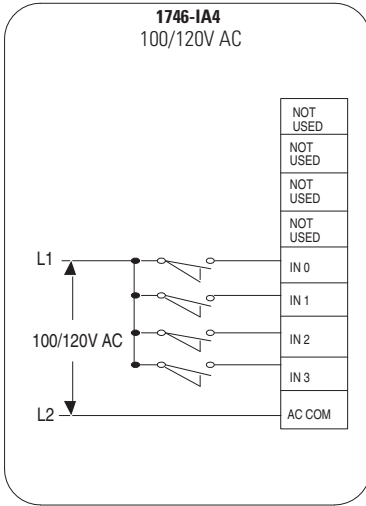 1746-IA4
100/120V AC
NOT
USED
NOT
USED
NOT
USED
NOT
USED
L1
IN 0
IN 1
100/120V AC
IN 2
IN 3
L2
AC COM